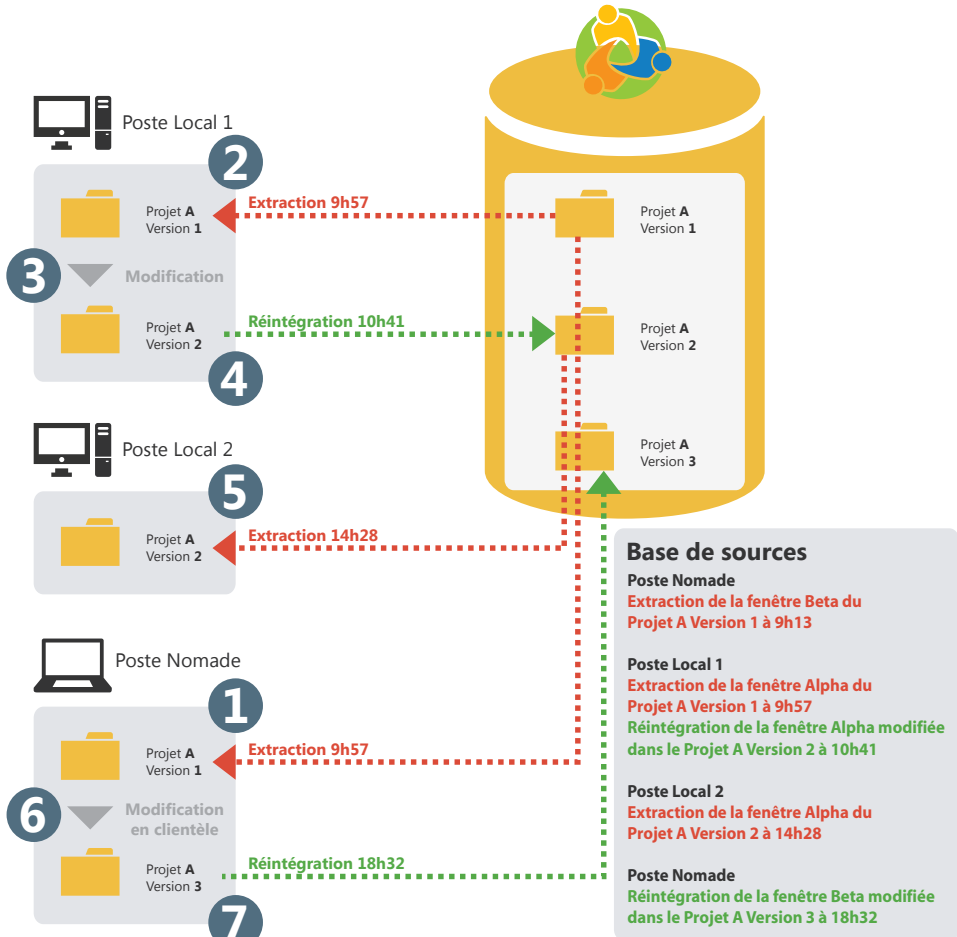 Poste Local 1
2
Extraction 9h57
Projet A
Version 1
3
Modification
Projet A
Version 2
Réintégration 10h41
4
Projet A
Version 1
Projet A
Version 2
Projet A
Version 3
Poste Local 2
5
Extraction 14h28
Projet A
Version 2
Poste Nomade
1
Extraction 9h57
Projet A
Version 1
6
Modification
en clientèle
Projet A
Version 3
Réintégration 18h32
7
Base de sources
Poste Nomade
Extraction de la fenêtre Beta du
Projet A Version 1 à 9h13
Poste Local 1
Extraction de la fenêtre Alpha du
Projet A Version 1 à 9h57
Réintégration de la fenêtre Alpha modifiée
dans le Projet A Version 2 à 10h41
Poste Local 2
Extraction de la fenêtre Alpha du
Projet A Version 2 à 14h28
Poste Nomade
Réintégration de la fenêtre Beta modifiée
dans le Projet A Version 3 à 18h32